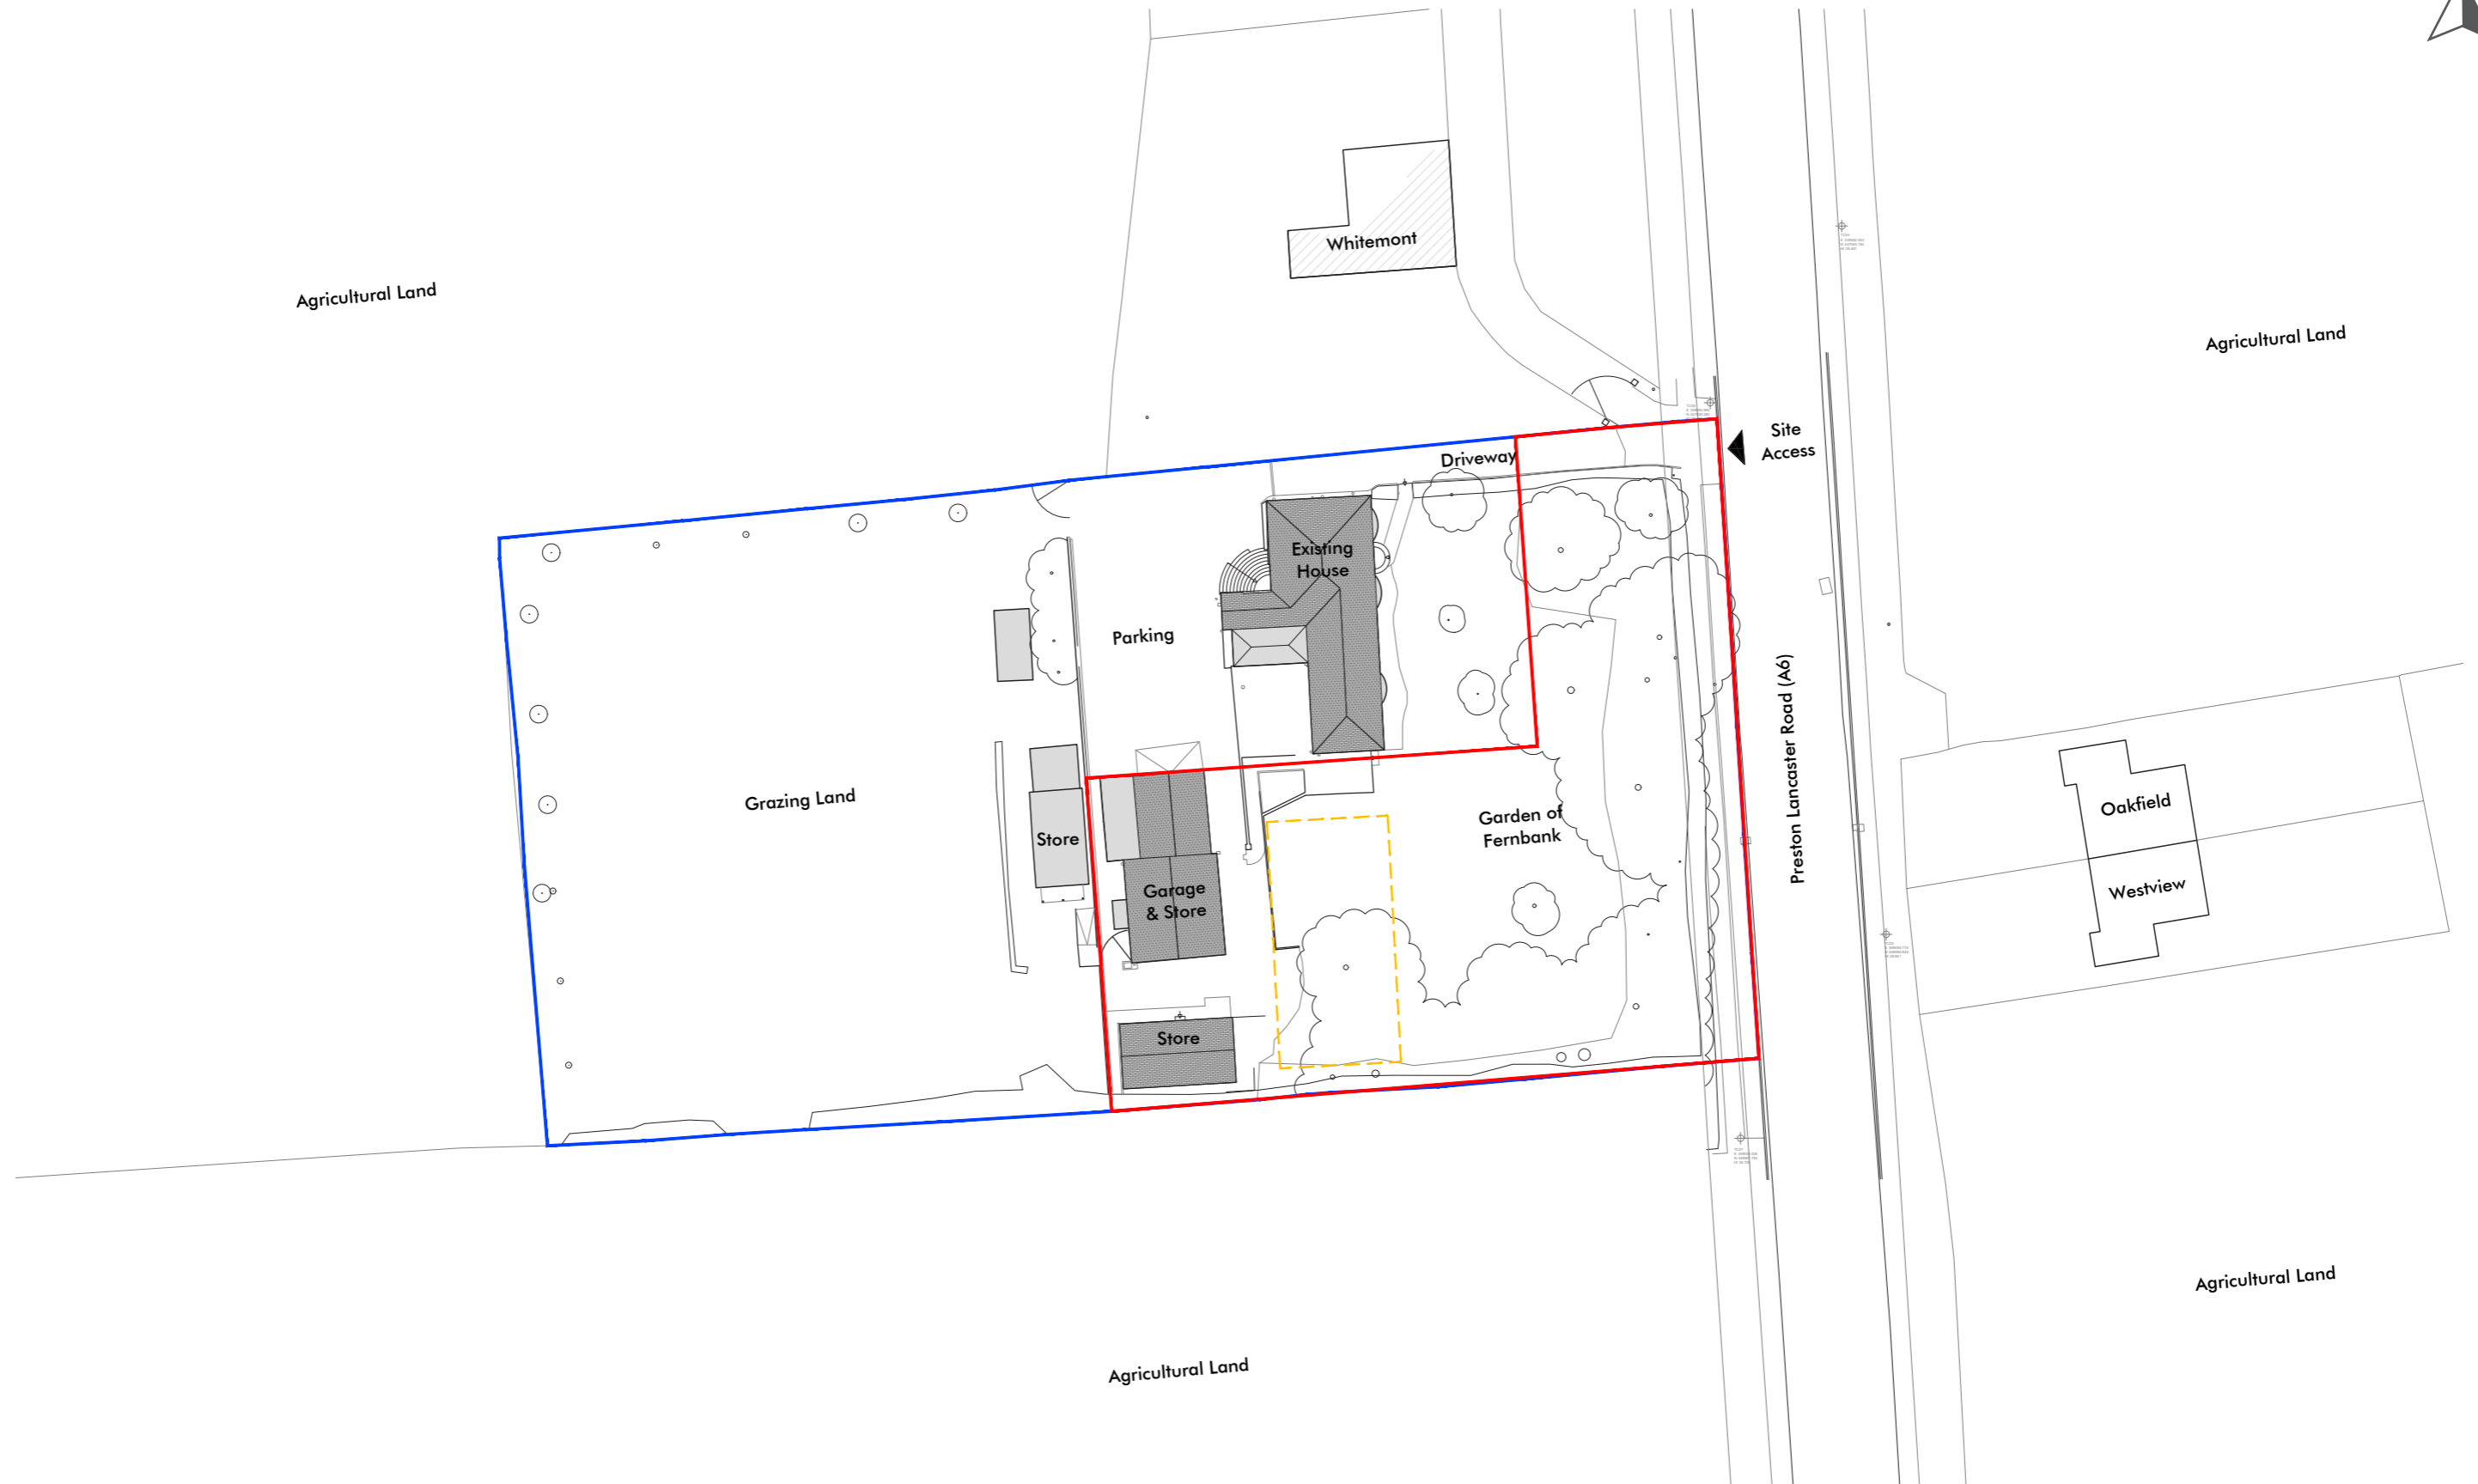 Whitemont
Agricultural Land
Agricultural Land
Site
Access
Driveway
Existing
House
Parking
Preston Lancaster Road (A6)
Grazing Land
Store
Garden of
Fernbank
Oakfield
Garage
& Store
Westview
Store
Agricultural Land
Agricultural Land